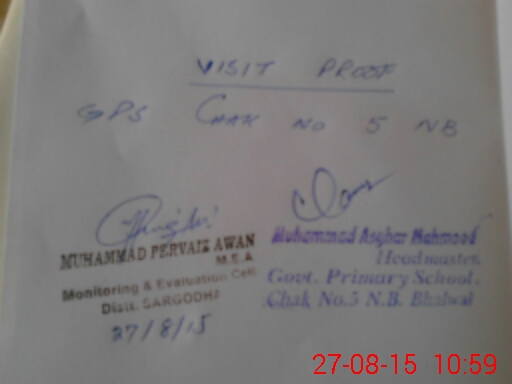 VISIT PROOF
GPS CHAK NO 5 NB
MUHAMMAD PERVAIZ AWAN
M.E.A
Monitoring & Evaluation Cell
Distt. SARGODHA
27/8/15
Muhammad Asghar Mahmood
Headmaster,
Govt. Primary School,
Chak No.5 N.B. Bhalwal
27-08-15 10:59